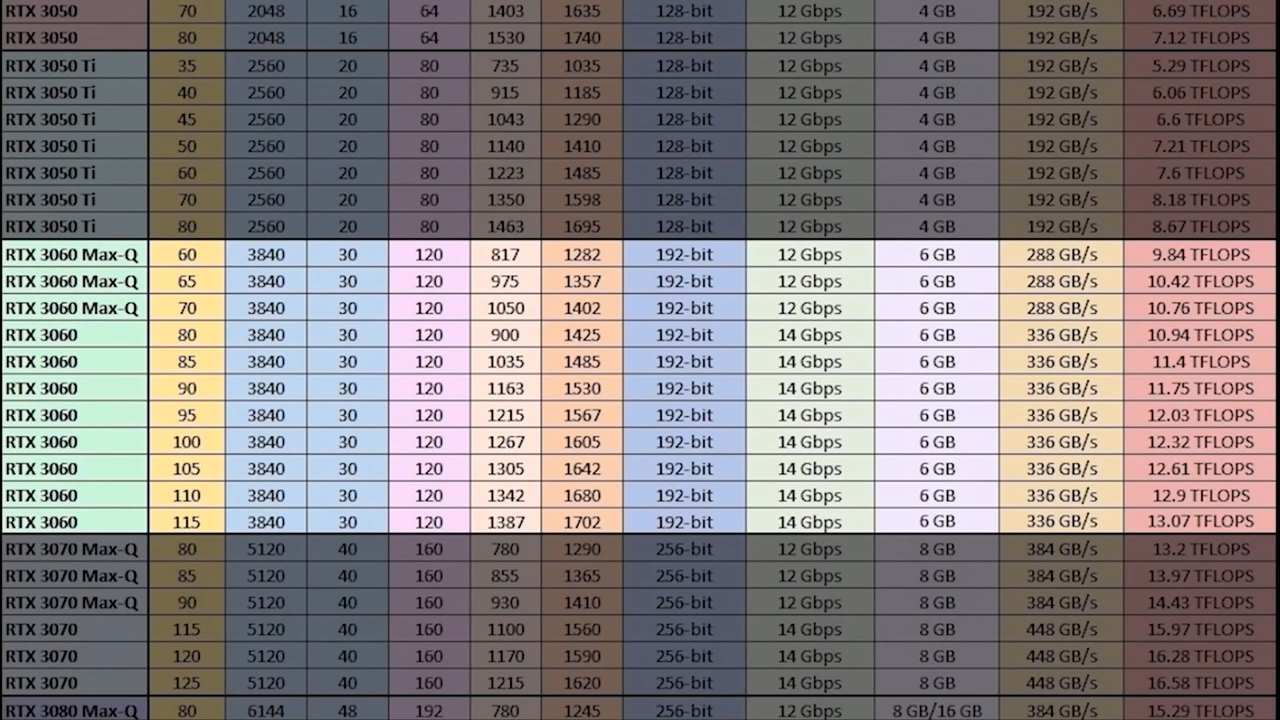 RTX 3050 70 2048 16 64 1403 1635 128-bit 12 Gbps 4 GB 192 GB/s 6.69 TFLOPS
RTX 3050 80 2048 16 64 1530 1740 128-bit 12 Gbps 4 GB 192 GB/s 7.12 TFLOPS
RTX 3050 Ti 35 2560 20 80 735 1035 128-bit 12 Gbps 4 GB 192 GB/s 5.29 TFLOPS
RTX 3050 Ti 40 2560 20 80 915 1185 128-bit 12 Gbps 4 GB 192 GB/s 6.06 TFLOPS
RTX 3050 Ti 45 2560 20 80 1043 1290 128-bit 12 Gbps 4 GB 192 GB/s 6.6 TFLOPS
RTX 3050 Ti 50 2560 20 80 1140 1410 128-bit 12 Gbps 4 GB 192 GB/s 7.21 TFLOPS
RTX 3050 Ti 60 2560 20 80 1223 1485 128-bit 12 Gbps 4 GB 192 GB/s 7.6 TFLOPS
RTX 3050 Ti 70 2560 20 80 1350 1598 128-bit 12 Gbps 4 GB 192 GB/s 8.18 TFLOPS
RTX 3050 Ti 80 2560 20 80 1463 1695 128-bit 12 Gbps 4 GB 192 GB/s 8.67 TFLOPS
RTX 3060 Max-Q 60 3840 30 120 817 1282 192-bit 12 Gbps 6 GB 288 GB/s 9.84 TFLOPS
RTX 3060 Max-Q 65 3840 30 120 975 1357 192-bit 12 Gbps 6 GB 288 GB/s 10.42 TFLOPS
RTX 3060 Max-Q 70 3840 30 120 1050 1402 192-bit 12 Gbps 6 GB 288 GB/s 10.76 TFLOPS
RTX 3060 80 3840 30 120 900 1425 192-bit 14 Gbps 6 GB 336 GB/s 10.94 TFLOPS
RTX 3060 85 3840 30 120 1035 1485 192-bit 14 Gbps 6 GB 336 GB/s 11.4 TFLOPS
RTX 3060 90 3840 30 120 1163 1530 192-bit 14 Gbps 6 GB 336 GB/s 11.75 TFLOPS
RTX 3060 95 3840 30 120 1215 1567 192-bit 14 Gbps 6 GB 336 GB/s 12.03 TFLOPS
RTX 3060 100 3840 30 120 1267 1605 192-bit 14 Gbps 6 GB 336 GB/s 12.32 TFLOPS
RTX 3060 105 3840 30 120 1305 1642 192-bit 14 Gbps 6 GB 336 GB/s 12.61 TFLOPS
RTX 3060 110 3840 30 120 1342 1680 192-bit 14 Gbps 6 GB 336 GB/s 12.9 TFLOPS
RTX 3060 115 3840 30 120 1387 1702 192-bit 14 Gbps 6 GB 336 GB/s 13.07 TFLOPS
RTX 3070 Max-Q 80 5120 40 160 780 1290 256-bit 12 Gbps 8 GB 384 GB/s 13.2 TFLOPS
RTX 3070 Max-Q 85 5120 40 160 855 1365 256-bit 12 Gbps 8 GB 384 GB/s 13.97 TFLOPS
RTX 3070 Max-Q 90 5120 40 160 930 1410 256-bit 12 Gbps 8 GB 384 GB/s 14.43 TFLOPS
RTX 3070 115 5120 40 160 1100 1560 256-bit 14 Gbps 8 GB 448 GB/s 15.97 TFLOPS
RTX 3070 120 5120 40 160 1170 1590 256-bit 14 Gbps 8 GB 448 GB/s 16.28 TFLOPS
RTX 3070 125 5120 40 160 1215 1620 256-bit 14 Gbps 8 GB 448 GB/s 16.58 TFLOPS
RTX 3080 Max-Q 80 6144 48 192 780 1245 256-bit 12 Gbps 8 GB/16 GB 384 GB/s 15.29 TFLOPS